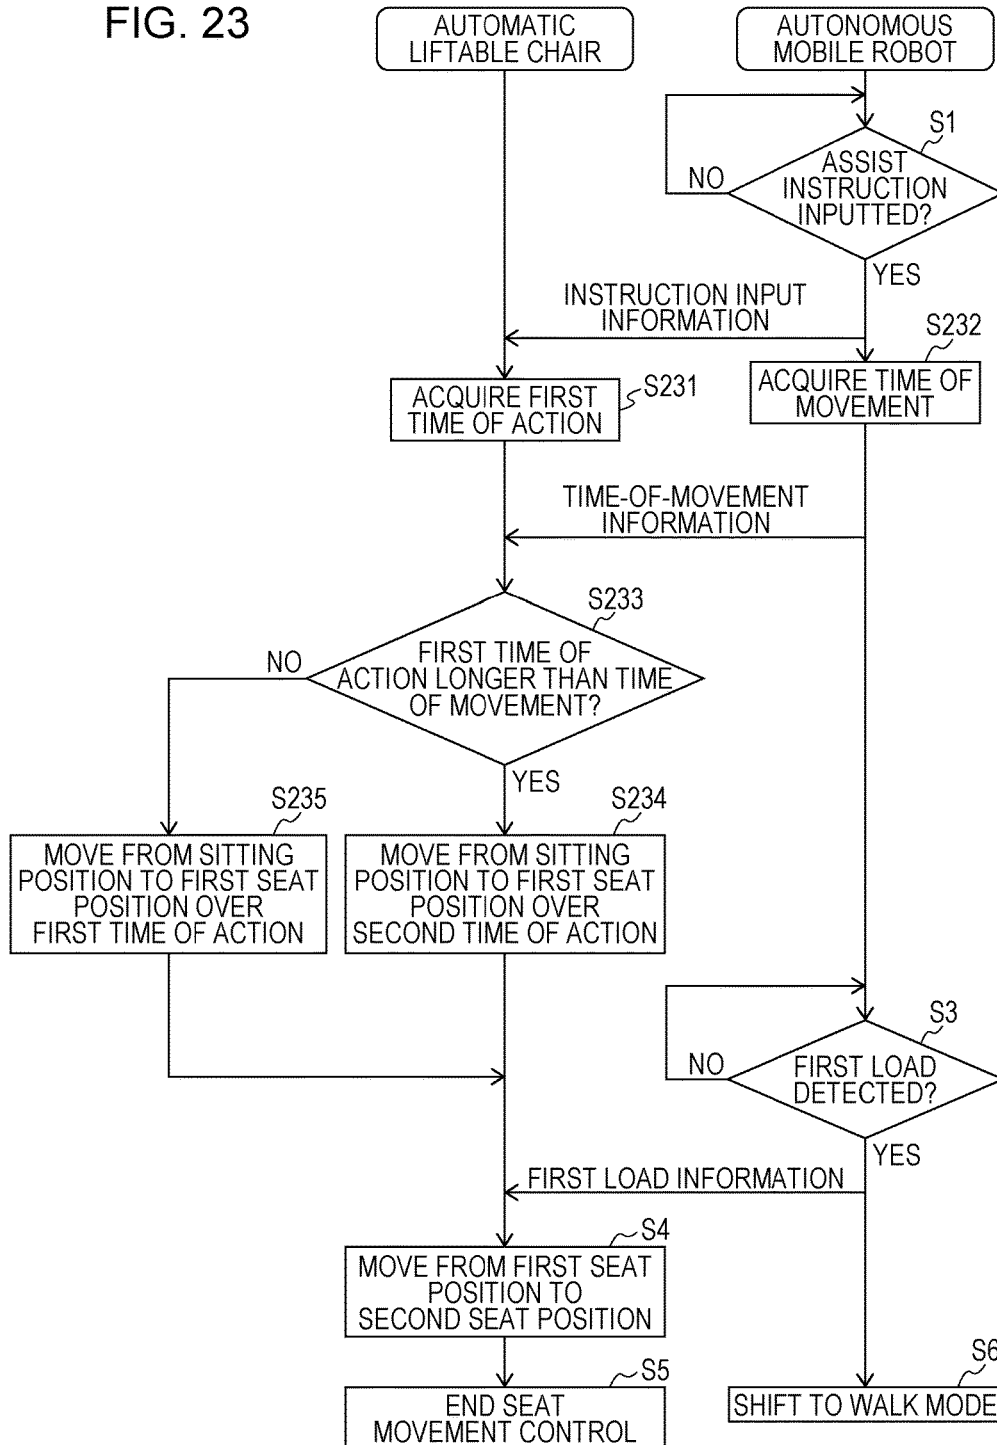 FIG. 23
AUTOMATIC
LIFTABLE CHAIR
AUTONOMOUS
MOBILE ROBOT
S1
ASSIST
INSTRUCTION
INPUTTED?
NO
YES
INSTRUCTION INPUT
INFORMATION
S232
ACQUIRE TIME OF
MOVEMENT
S231
ACQUIRE FIRST
TIME OF ACTION
TIME-OF-MOVEMENT
INFORMATION
S233
FIRST TIME OF
ACTION LONGER THAN TIME
OF MOVEMENT?
NO
YES
S235
MOVE FROM SITTING
POSITION TO FIRST SEAT
POSITION OVER
FIRST TIME OF ACTION
S234
MOVE FROM SITTING
POSITION TO FIRST SEAT
POSITION OVER
SECOND TIME OF ACTION
S3
FIRST LOAD
DETECTED?
NO
YES
FIRST LOAD INFORMATION
S4
MOVE FROM FIRST SEAT
POSITION TO
SECOND SEAT POSITION
S5
END SEAT
MOVEMENT CONTROL
S6
SHIFT TO WALK MODE